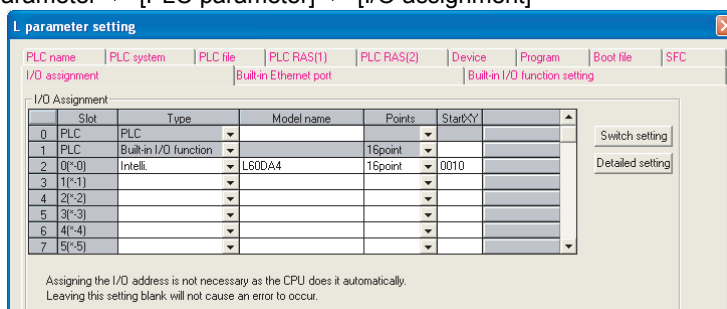 arameter → [PLC parameter] → [I/O assignment]
L parameter setting
PLC name PLC system PLC file PLC RAS(1) PLC RAS(2) Device Program Boot file SFC
I/O assignment Built-in Ethernet port Built-in I/O function setting
I/O Assignment
Slot Type Model name Points StartXY
0 PLC PLC
1 PLC Built-in I/O function 16point
2 0(*-0) Intelli. L60DA4 16point 0010
3 1(*-1)
4 2(*-2)
5 3(*-3)
6 4(*-4)
7 5(*-5)
Switch setting
Detailed setting
Assigning the I/O address is not necessary as the CPU does it automatically.
Leaving this setting blank will not cause an error to occur.